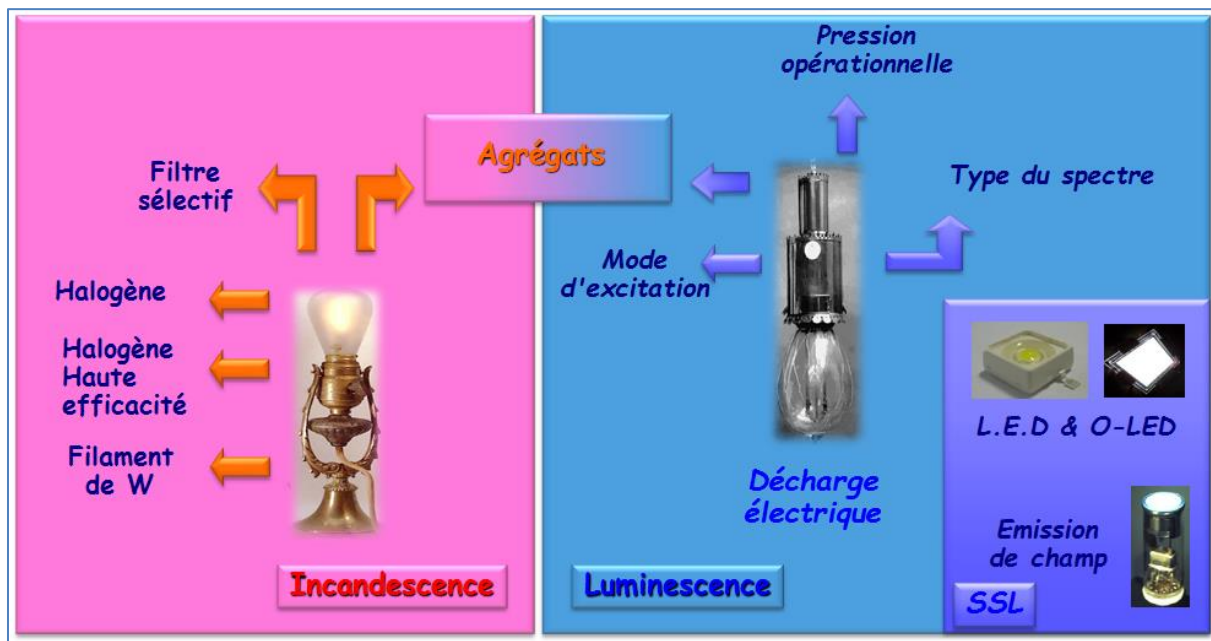 Pression
opérationnelle
Agrégats
Filtre
sélectif
Type du spectre
Mode
d'excitation
Halogène
Halogène
Haute
efficacité
Filament
de W
L.E.D & O-LED
Décharge
électrique
Emission
de champ
Incandescence
Luminescence
SSL